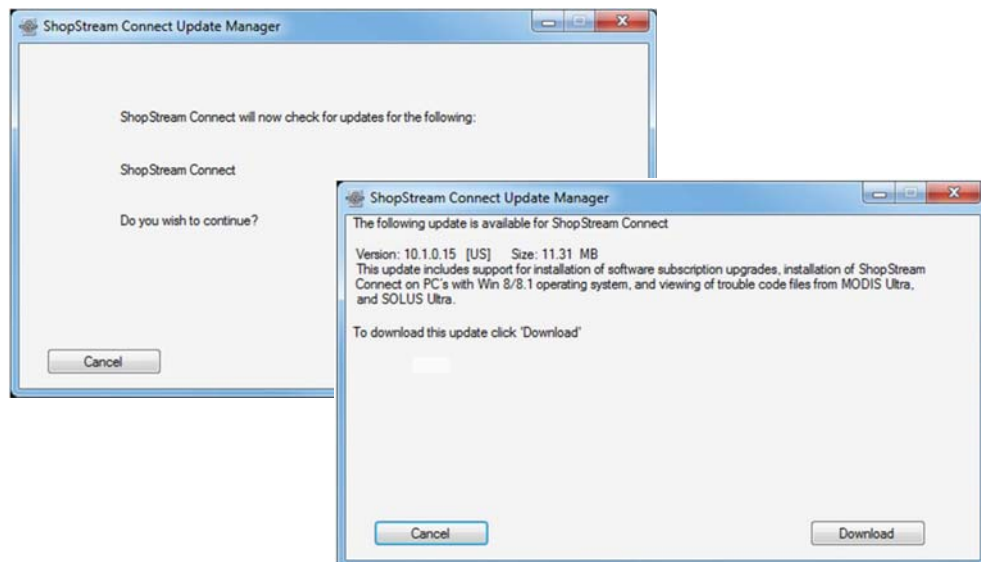 ShopStream Connect Update Manager
ShopStream Connect will now check for updates for the following:
ShopStream Connect
Do you wish to continue?
Cancel
ShopStream Connect Update Manager
The following update is available for ShopStream Connect
Version: 10.1.0.15 [US] Size: 11.31 MB
This update includes support for installation of software subscription upgrades, installation of ShopStream
Connect on PC's with Win 8/8.1 operating system, and viewing of trouble code files from MODIS Ultra,
and SOLUS Ultra.
To download this update click 'Download'
Cancel
Download